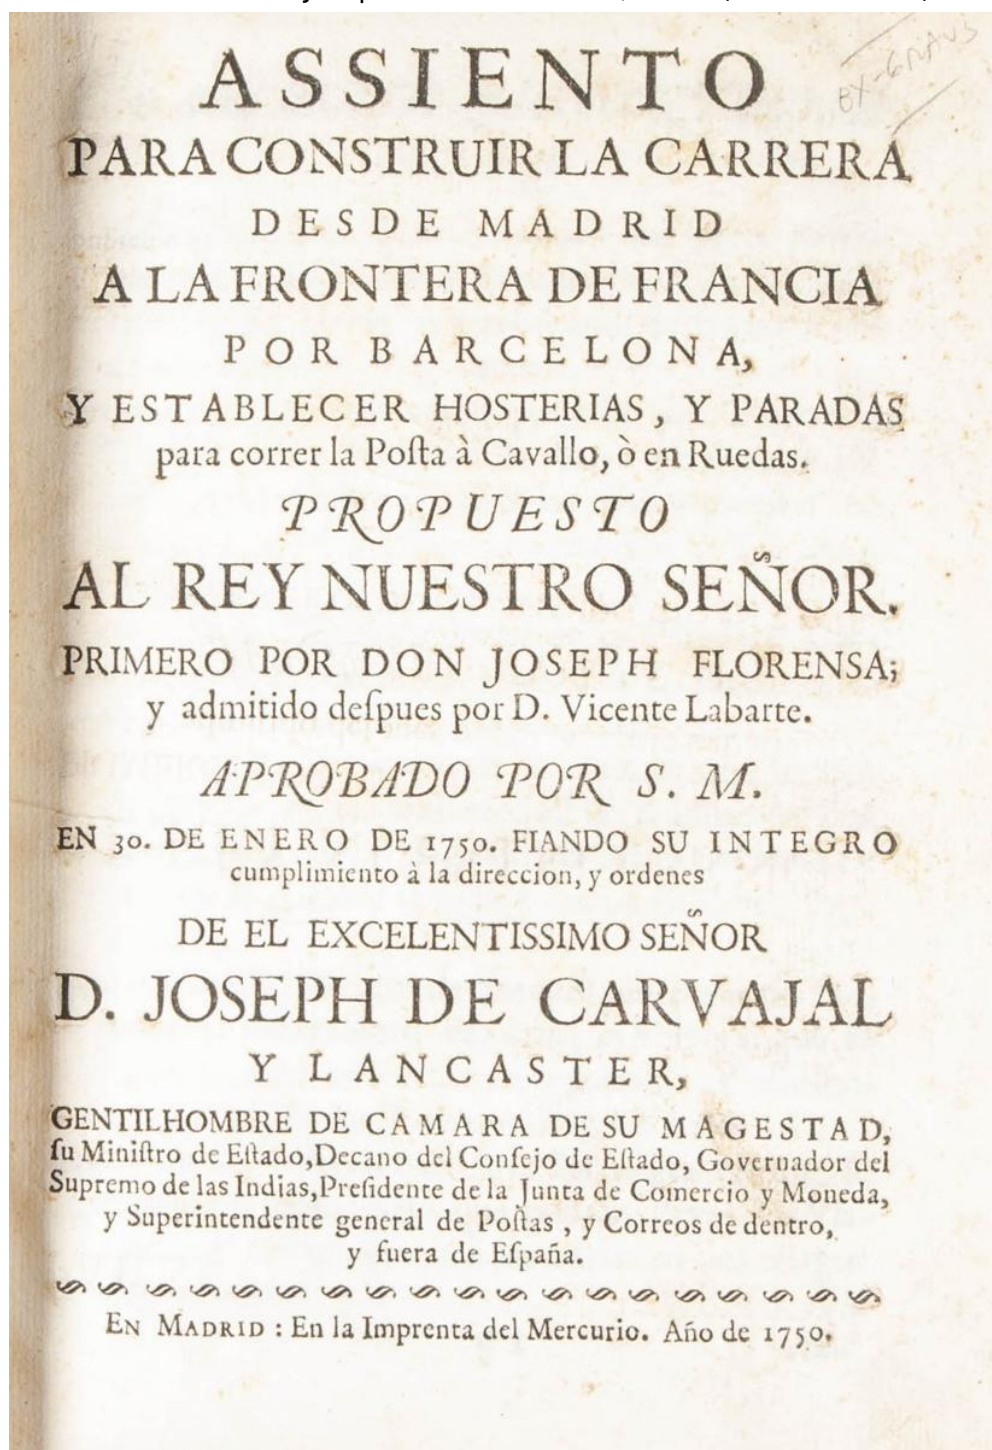 ASSIENTO
PARA CONSTRUIR LA CARRERA
DESDE MADRID
A LA FRONTERA DE FRANCIA
POR BARCELONA,
Y ESTABLECER HOSTERIAS, Y PARADAS
para correr la Poſta à Cavallo, ò en Ruedas.
PROPUESTO
AL REY NUESTRO SEÑOR.
PRIMERO POR DON JOSEPH FLORENSA;
y admitido deſpues por D. Vicente Labarte.
APROBADO POR S. M.
EN 30. DE ENERO DE 1750. FIANDO SU INTEGRO
cumplimiento à la direccion, y ordenes
DE EL EXCELENTISSIMO SEÑOR
D. JOSEPH DE CARVAJAL
Y LANCASTER,
GENTILHOMBRE DE CAMARA DE SU MAGESTAD,
ſu Miniſtro de Eſtado, Decano del Conſejo de Eſtado, Governador del
Supremo de las Indias, Preſidente de la Junta de Comercio y Moneda,
y Superintendente general de Poſtas, y Correos de dentro,
y fuera de Eſpaña.
EN MADRID : En la Imprenta del Mercurio. Año de 1750.